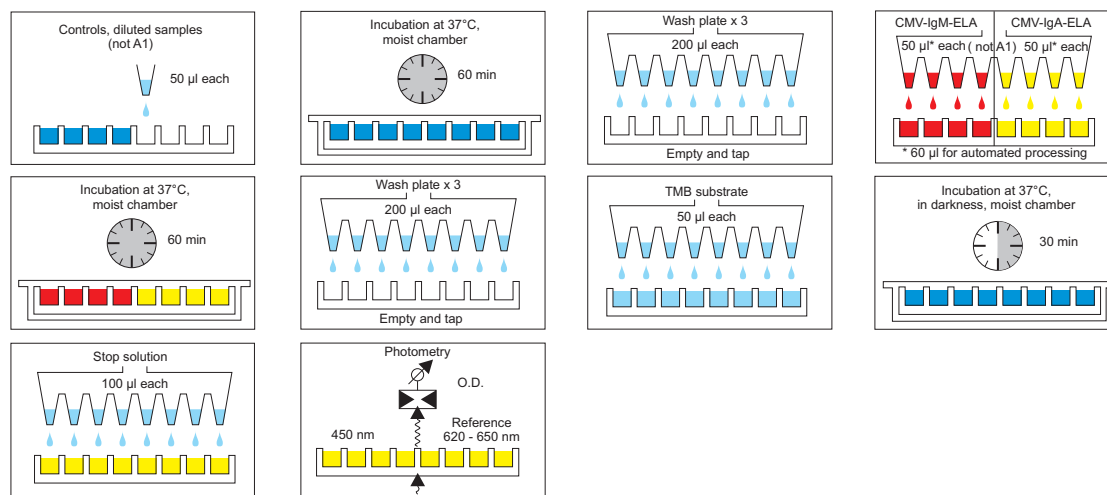 Controls, diluted samples
(not A1)
50 µl each
Incubation at 37°C,
moist chamber
60 min
Wash plate x 3
200 µl each
Empty and tap
CMV-IgM-ELA
CMV-IgA-ELA
50 µl* each ( not A1) 50 µl* each
* 60 µl for automated processing
Incubation at 37°C,
moist chamber
60 min
Wash plate x 3
200 µl each
Empty and tap
TMB substrate
50 µl each
Incubation at 37°C,
in darkness, moist chamber
30 min
Stop solution
100 µl each
Photometry
O.D.
450 nm
Reference
620 - 650 nm